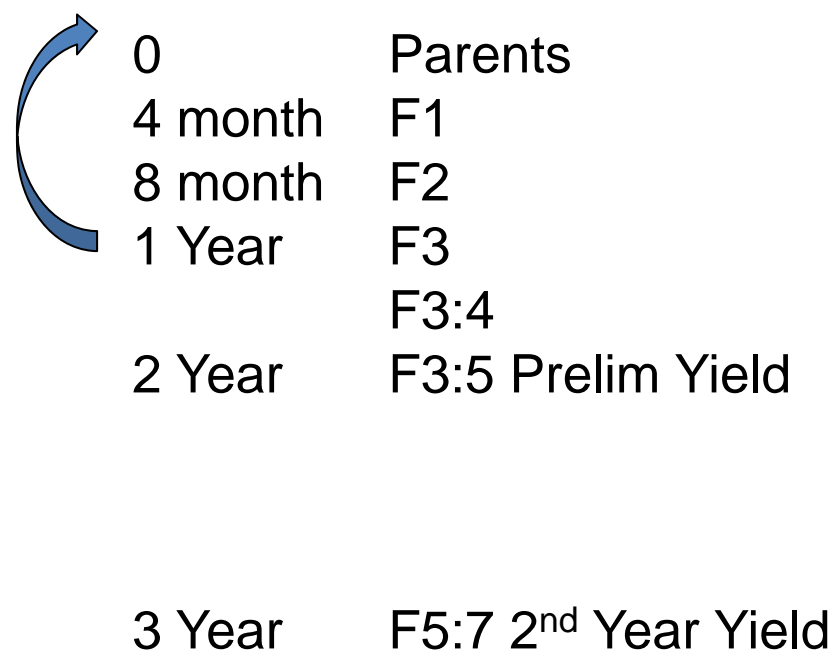 0 Parents
4 month F1
8 month F2
1 Year F3
F3:4
2 Year F3:5 Prelim Yield
3 Year F5:7 2nd Year Yield